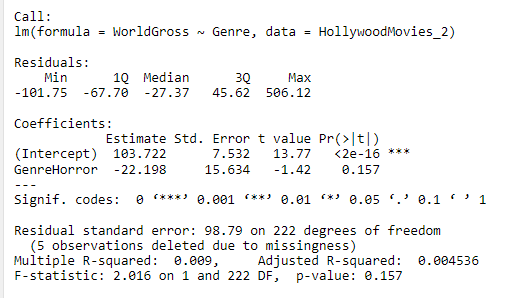 Call:
lm(formula = WorldGross ~ Genre, data = HollywoodMovies_2)
Residuals:
Min 1Q Median 3Q Max
-101.75 -67.70 -27.37 45.62 506.12
Coefficients:
Estimate Std. Error t value Pr(>|t|)
(Intercept) 103.722 7.532 13.77 <2e-16 ***
GenreHorror -22.198 15.634 -1.42 0.157
---
Signif. codes: 0 ‘***’ 0.001 ‘**’ 0.01 ‘*’ 0.05 ‘.’ 0.1 ‘ ’ 1
Residual standard error: 98.79 on 222 degrees of freedom
(5 observations deleted due to missingness)
Multiple R-squared: 0.009, Adjusted R-squared: 0.004536
F-statistic: 2.016 on 1 and 222 DF, p-value: 0.157